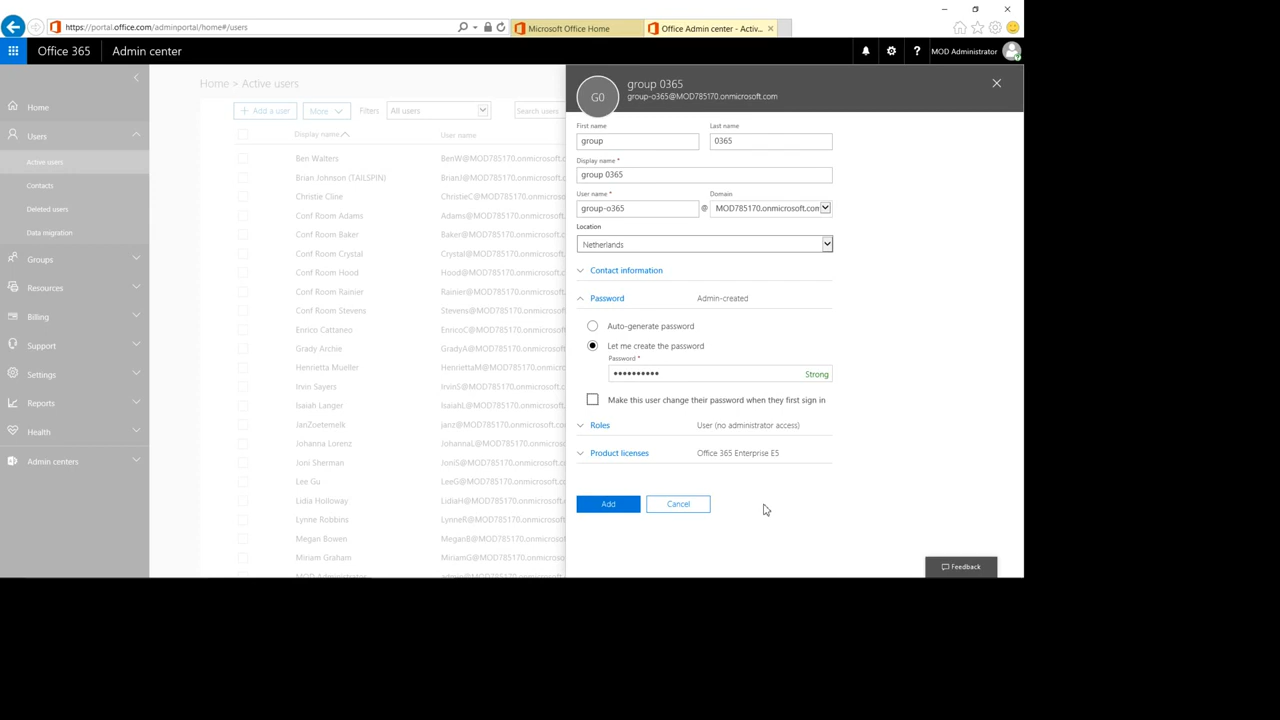 https://portal.office.com/adminportal/home#/users
Microsoft Office Home
Office Admin center - Activ...
Office 365
Admin center
MOD Administrator
Home
Users
Active users
Contacts
Deleted users
Data migration
Groups
Resources
Billing
Support
Settings
Reports
Health
Admin centers
Home > Active users
+ Add a user
More
Filters
All users
Search users
Display name
User name
Ben Walters BenW@MOD785170.onmicrosoft.c
Brian Johnson (TAILSPIN) BrianJ@MOD785170.onmicrosoft.
Christie Cline ChristieC@MOD785170.onmicroso
Conf Room Adams Adams@MOD785170.onmicrosoft.
Conf Room Baker Baker@MOD785170.onmicrosoft.c
Conf Room Crystal Crystal@MOD785170.onmicrosoft.
Conf Room Hood Hood@MOD785170.onmicrosoft.c
Conf Room Rainier Rainier@MOD785170.onmicrosoft.
Conf Room Stevens Stevens@MOD785170.onmicrosoft.
Enrico Cattaneo EnricoC@MOD785170.onmicrosoft.
Grady Archie GradyA@MOD785170.onmicrosoft.
Henrietta Mueller HenriettaM@MOD785170.onmicro
Irvin Sayers IrvinS@MOD785170.onmicrosoft.c
Isaiah Langer IsaiahL@MOD785170.onmicrosoft.
JanZoetemelk janz@MOD785170.onmicrosoft.co
Johanna Lorenz JohannaL@MOD785170.onmicroso
Joni Sherman JoniS@MOD785170.onmicrosoft.c
Lee Gu LeeG@MOD785170.onmicrosoft.co
Lidia Holloway LidiaH@MOD785170.onmicrosoft.c
Lynne Robbins LynneR@MOD785170.onmicrosoft.
Megan Bowen MeganB@MOD785170.onmicrosoft
Miriam Graham MiriamG@MOD785170.onmicrosof
MOD Administrator
G0
group 0365
group-o365@MOD785170.onmicrosoft.com
First name
Last name
group
0365
Display name *
group 0365
User name *
Domain
group-o365
@
MOD785170.onmicrosoft.con
Location
Netherlands
Contact information
Password
Admin-created
Auto-generate password
Let me create the password
Password *
••••••••••
Strong
Make this user change their password when they first sign in
Roles
User (no administrator access)
Product licenses
Office 365 Enterprise E5
Add
Cancel
Feedback